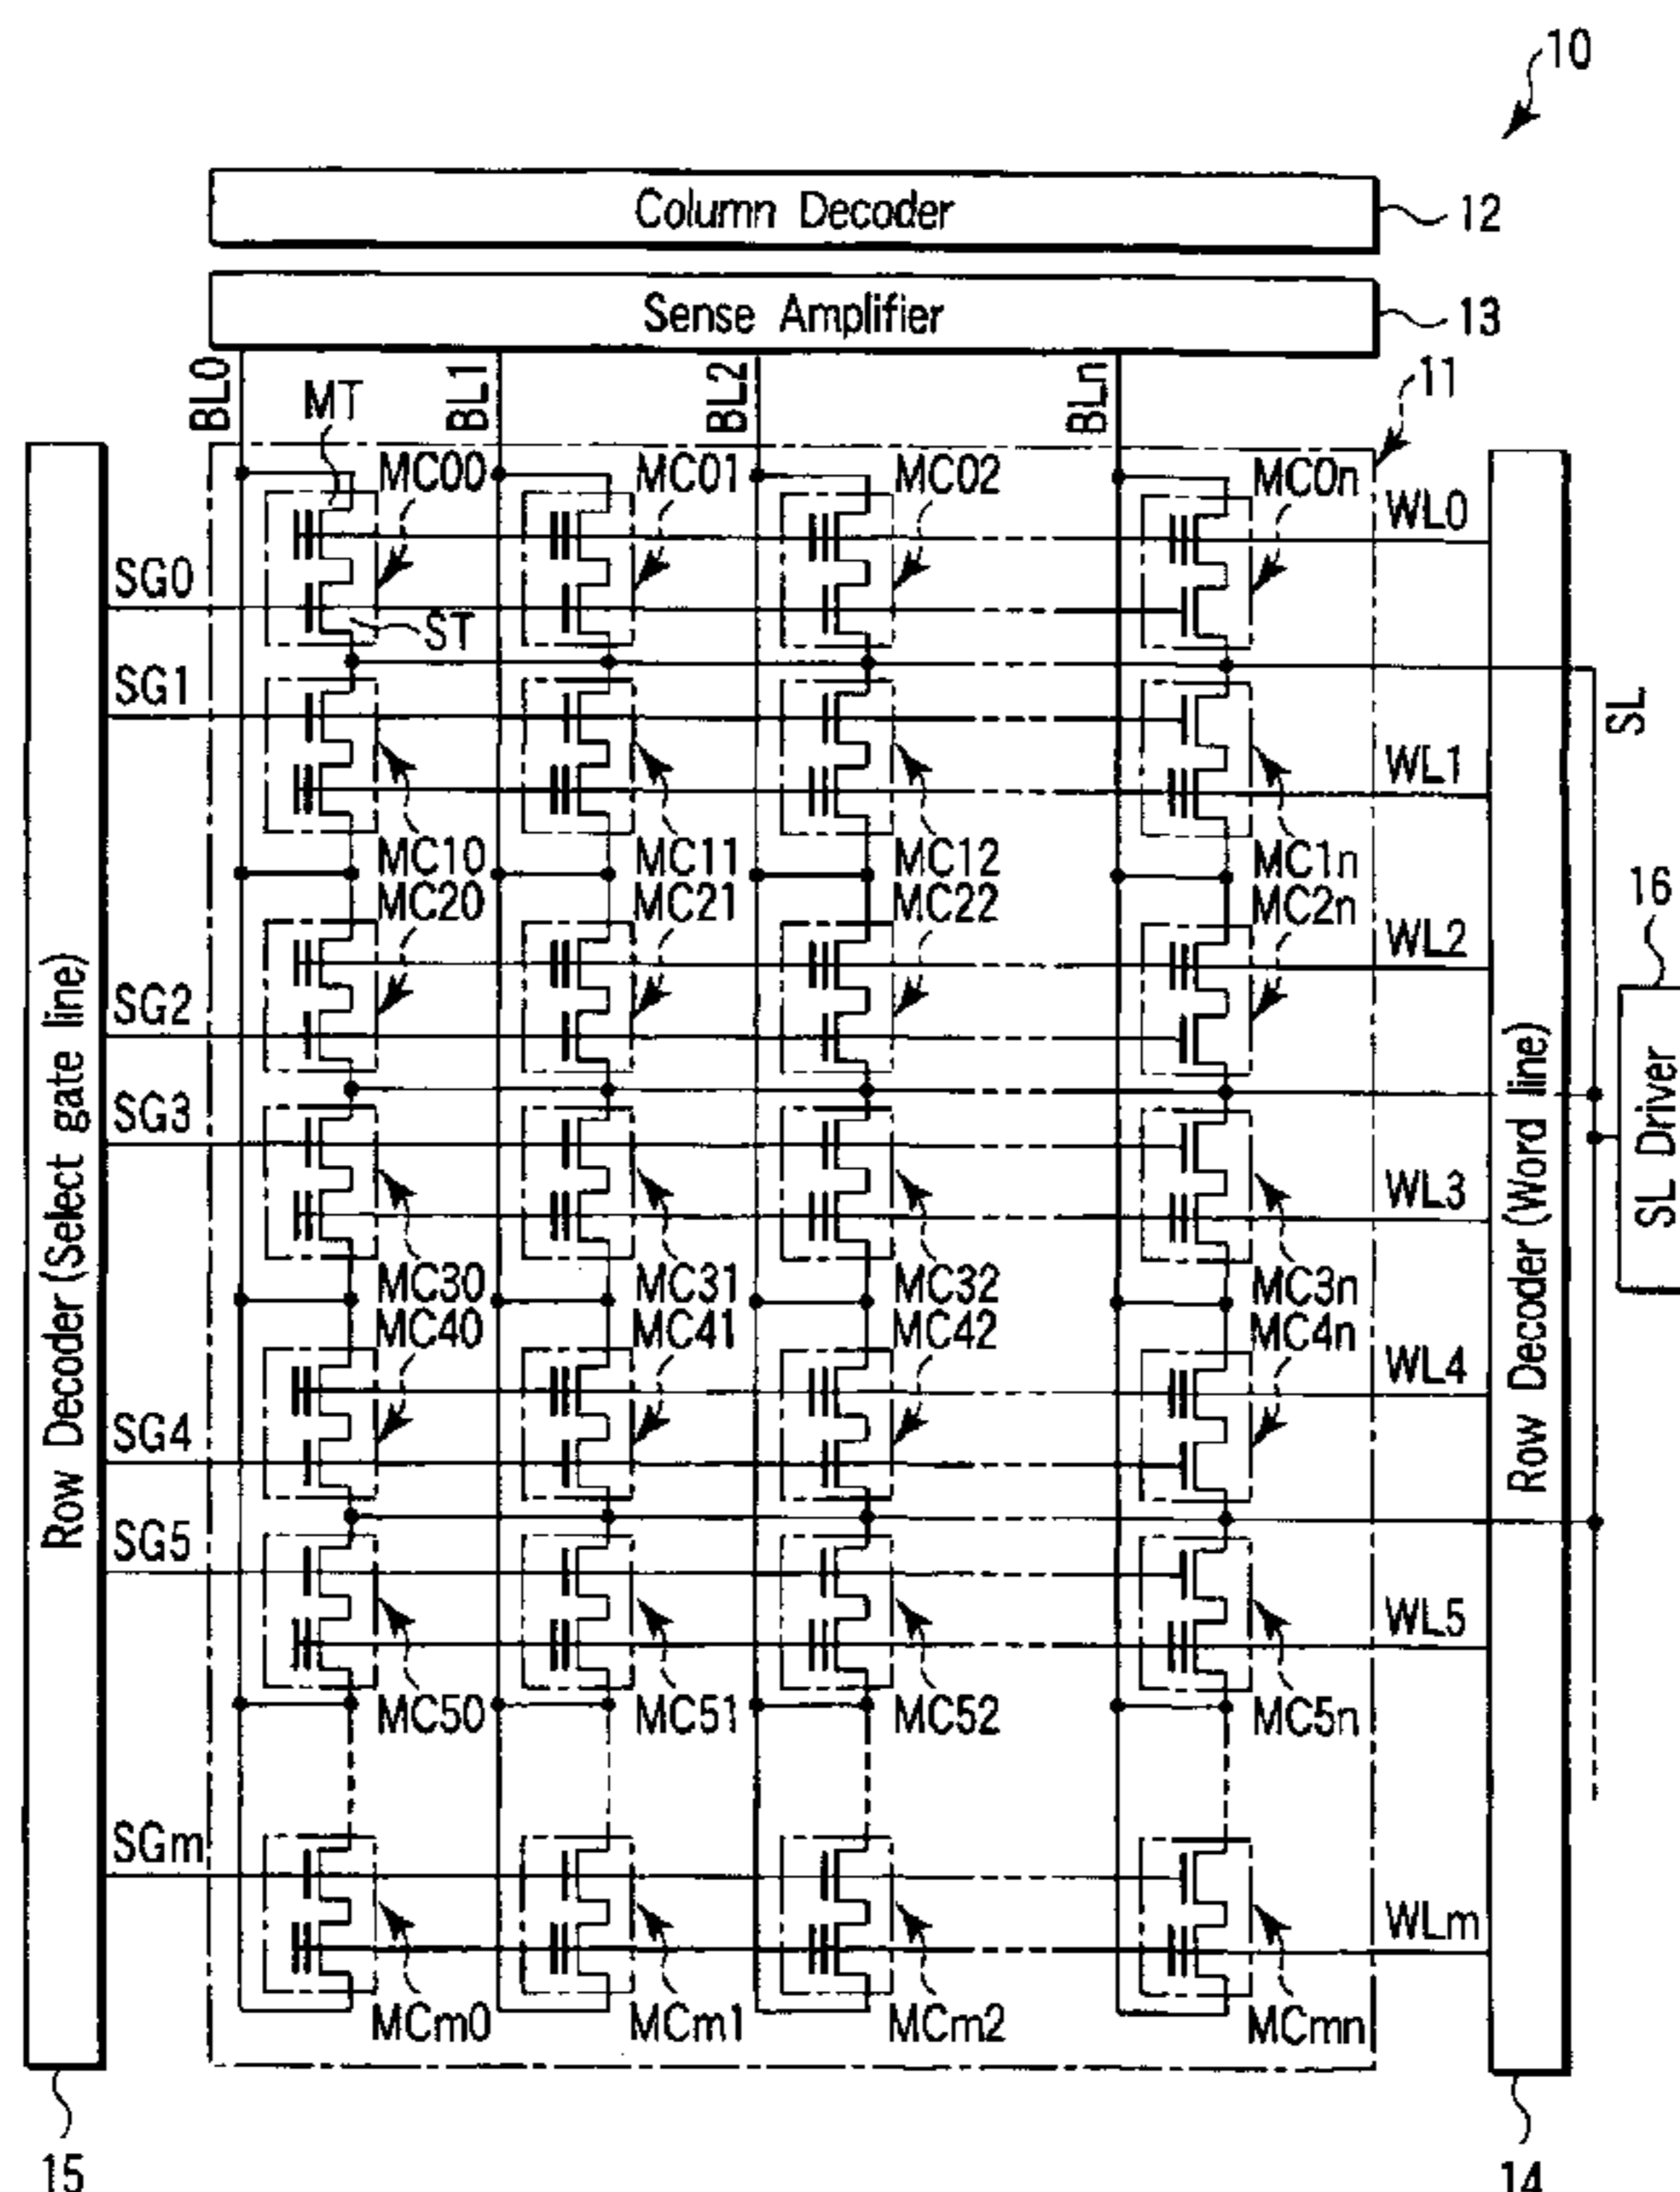 10
Column Decoder
12
Sense Amplifier
13
BL0
BL1
BL2
BLn
11
MT
MC00
MC01
MC02
MC0n
WL0
SG0
ST
SG1
SL
WL1
MC10
MC11
MC12
MC1n
MC20
MC21
MC22
MC2n
WL2
16
SG2
SG3
WL3
SL Driver
Row Decoder (Select gate line)
Row Decoder (Word line)
MC30
MC31
MC32
MC3n
MC40
MC41
MC42
MC4n
WL4
SG4
SG5
WL5
MC50
MC51
MC52
MC5n
SGm
WLm
MCm0
MCm1
MCm2
MCmn
15
14